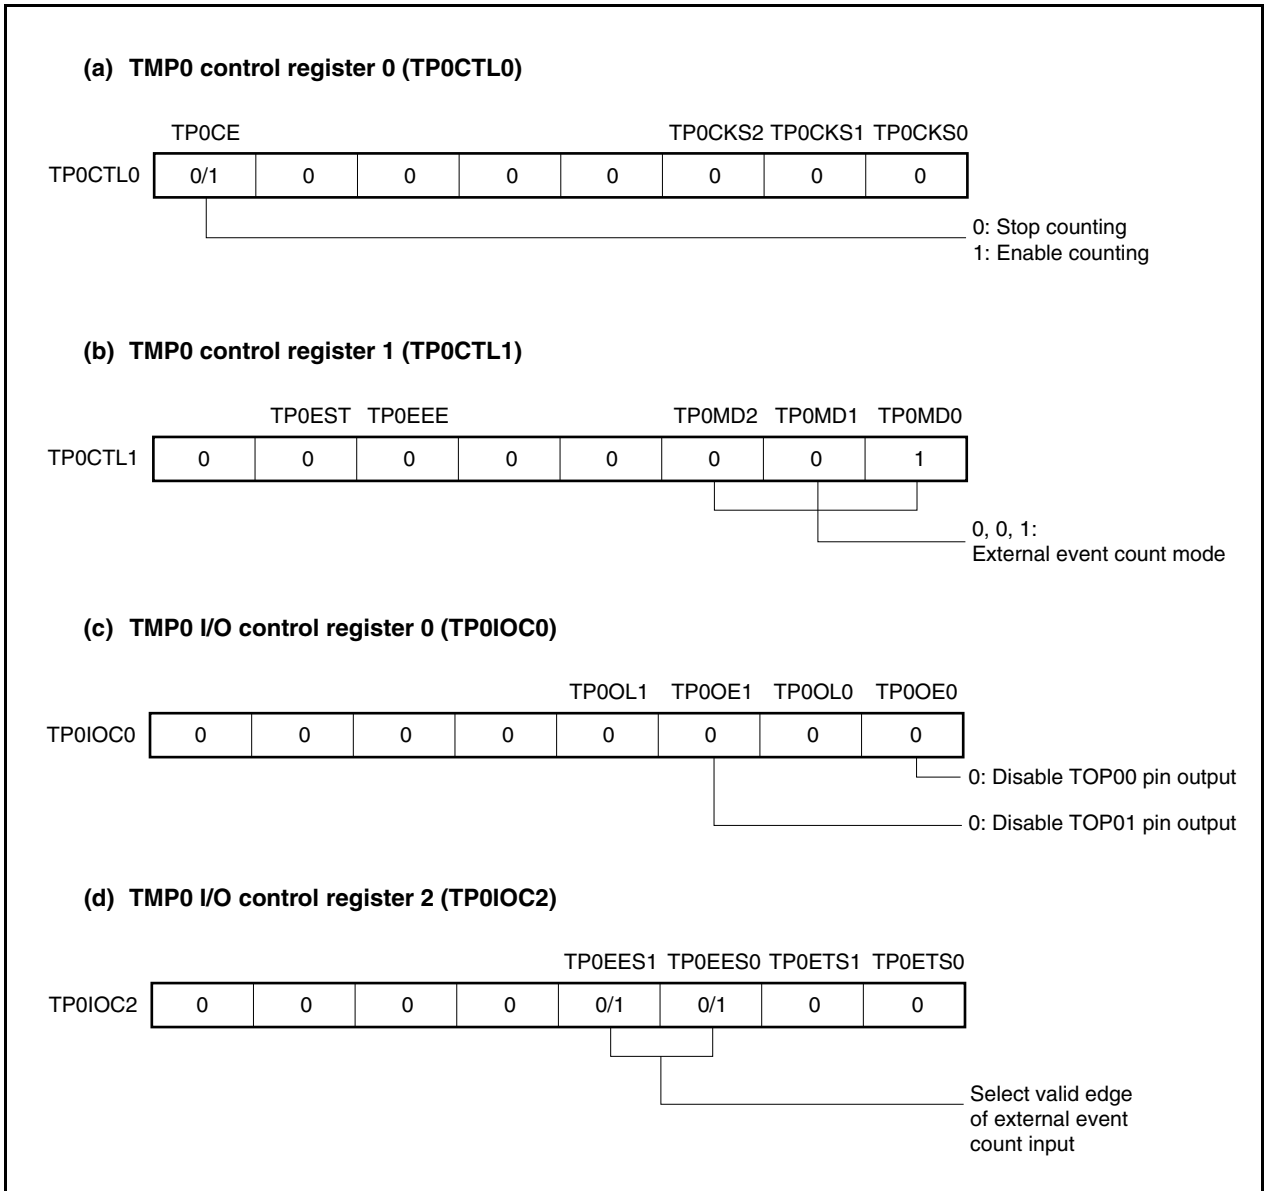 (a) TMP0 control register 0 (TP0CTL0)
TP0CE TP0CKS2 TP0CKS1 TP0CKS0
TP0CTL0 0/1 0 0 0 0 0 0 0
0: Stop counting
1: Enable counting
(b) TMP0 control register 1 (TP0CTL1)
TP0EST TP0EEE TP0MD2 TP0MD1 TP0MD0
TP0CTL1 0 0 0 0 0 0 0 1
0, 0, 1:
External event count mode
(c) TMP0 I/O control register 0 (TP0IOC0)
TP0OL1 TP0OE1 TP0OL0 TP0OE0
TP0IOC0 0 0 0 0 0 0 0 0
0: Disable TOP00 pin output
0: Disable TOP01 pin output
(d) TMP0 I/O control register 2 (TP0IOC2)
TP0EES1 TP0EES0 TP0ETS1 TP0ETS0
TP0IOC2 0 0 0 0 0/1 0/1 0 0
Select valid edge
of external event
count input